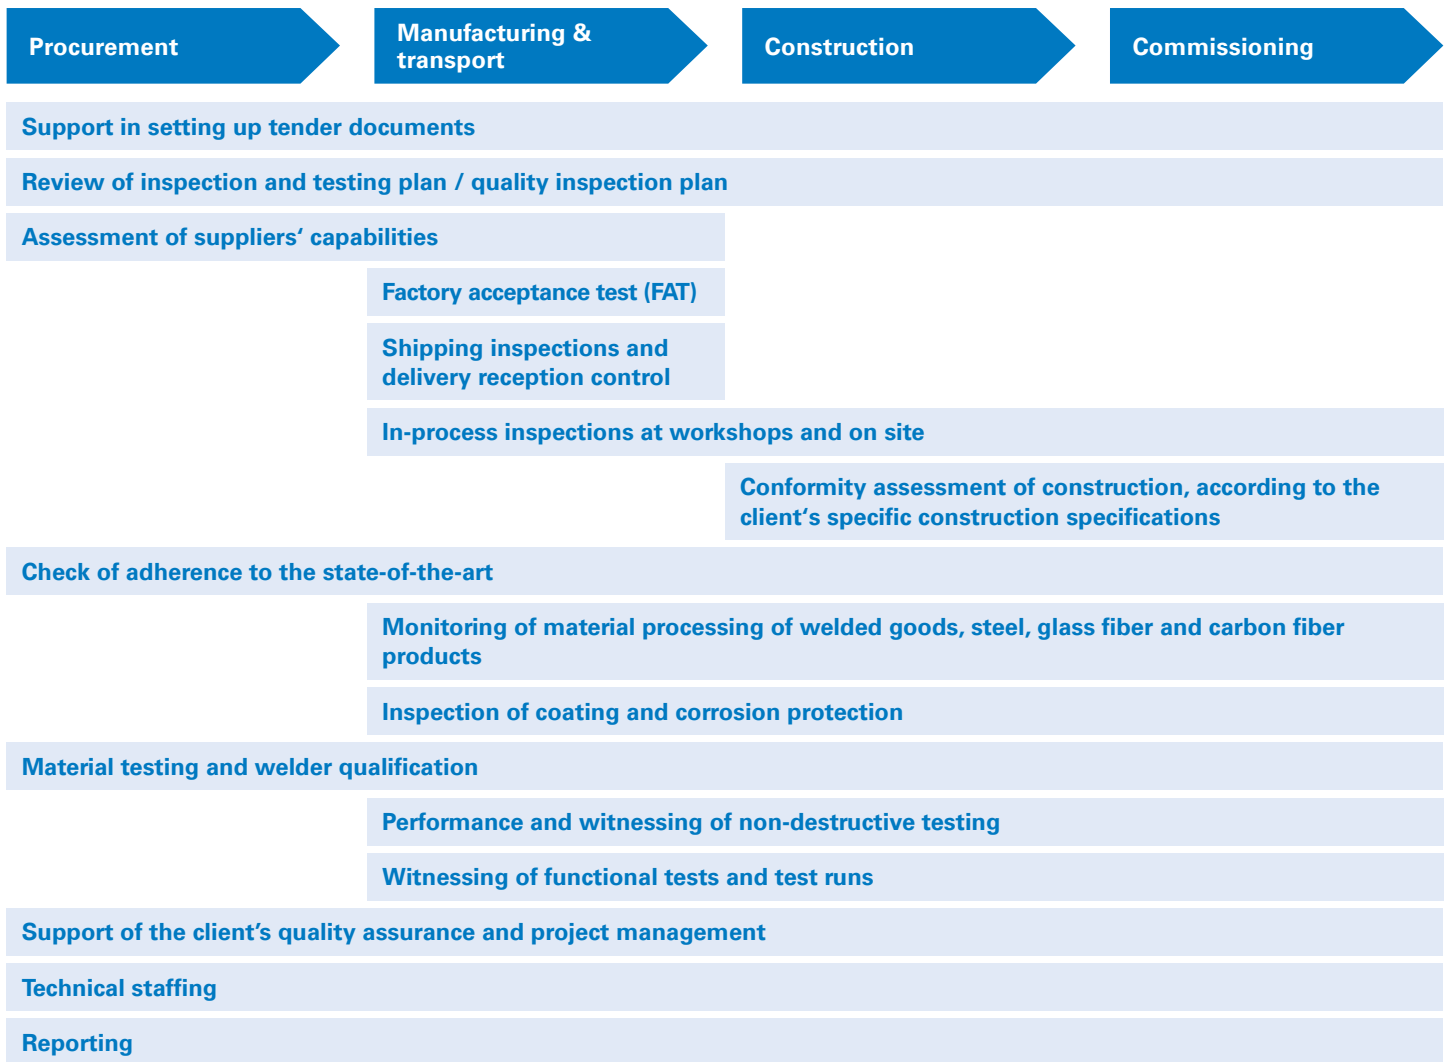 Procurement
Manufacturing &
transport
Construction
Commissioning
Support in setting up tender documents
Review of inspection and testing plan / quality inspection plan
Assessment of suppliers‘ capabilities
Factory acceptance test (FAT)
Shipping inspections and
delivery reception control
In-process inspections at workshops and on site
Conformity assessment of construction, according to the
client‘s specific construction specifications
Check of adherence to the state-of-the-art
Monitoring of material processing of welded goods, steel, glass fiber and carbon fiber
products
Inspection of coating and corrosion protection
Material testing and welder qualification
Performance and witnessing of non-destructive testing
Witnessing of functional tests and test runs
Support of the client’s quality assurance and project management
Technical staffing
Reporting